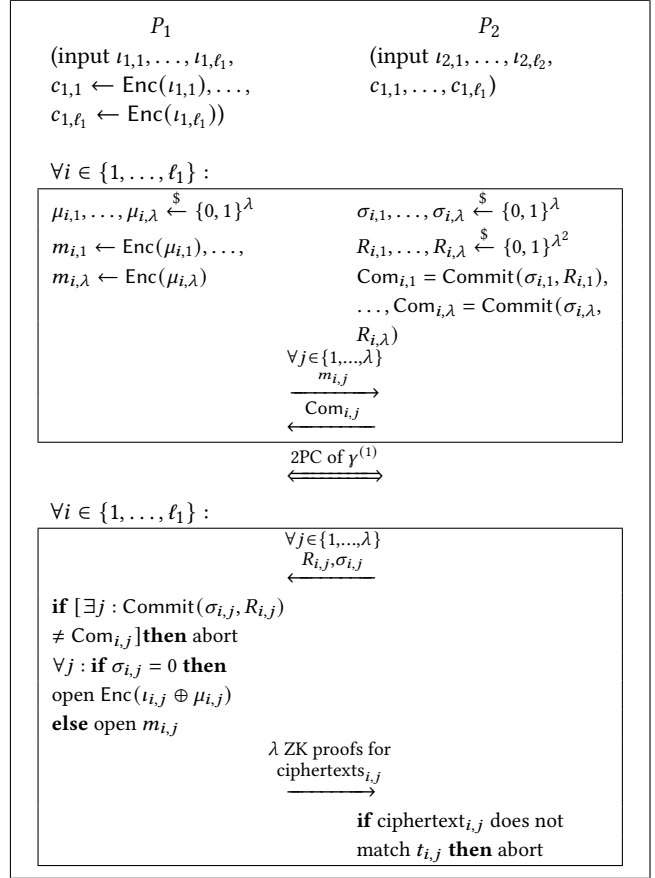 P₁ P₂
(input ι₁,₁, . . . , ι₁,ℓ₁, (input ι₂,₁, . . . , ι₂,ℓ₂,
c₁,₁ ← Enc(ι₁,₁), . . . , c₁,₁, . . . , c₁,ℓ₁)
c₁,ℓ₁ ← Enc(ι₁,ℓ₁))
∀i ∈ {1, . . . , ℓ₁} :
μᵢ,₁, . . . , μᵢ,λ ←$ {0, 1}^λ σᵢ,₁, . . . , σᵢ,λ ←$ {0, 1}^λ
mᵢ,₁ ← Enc(μᵢ,₁), . . . , Rᵢ,₁, . . . , Rᵢ,λ ←$ {0, 1}^λ²
mᵢ,λ ← Enc(μᵢ,λ) Comᵢ,₁ = Commit(σᵢ,₁, Rᵢ,₁),
. . . , Comᵢ,λ = Commit(σᵢ,λ,
Rᵢ,λ)
∀j∈{1,...,λ}
mᵢ,ⱼ
Comᵢ,ⱼ
2PC of γ⁽¹⁾
∀i ∈ {1, . . . , ℓ₁} :
∀j∈{1,...,λ}
Rᵢ,ⱼ,σᵢ,ⱼ
if [∃j : Commit(σᵢ,ⱼ, Rᵢ,ⱼ)
≠ Comᵢ,ⱼ]then abort
∀j : if σᵢ,ⱼ = 0 then
open Enc(ιᵢ,ⱼ ⊕ μᵢ,ⱼ)
else open mᵢ,ⱼ
λ ZK proofs for
ciphertextsᵢ,ⱼ
if ciphertextᵢ,ⱼ does not
match tᵢ,ⱼ then abort